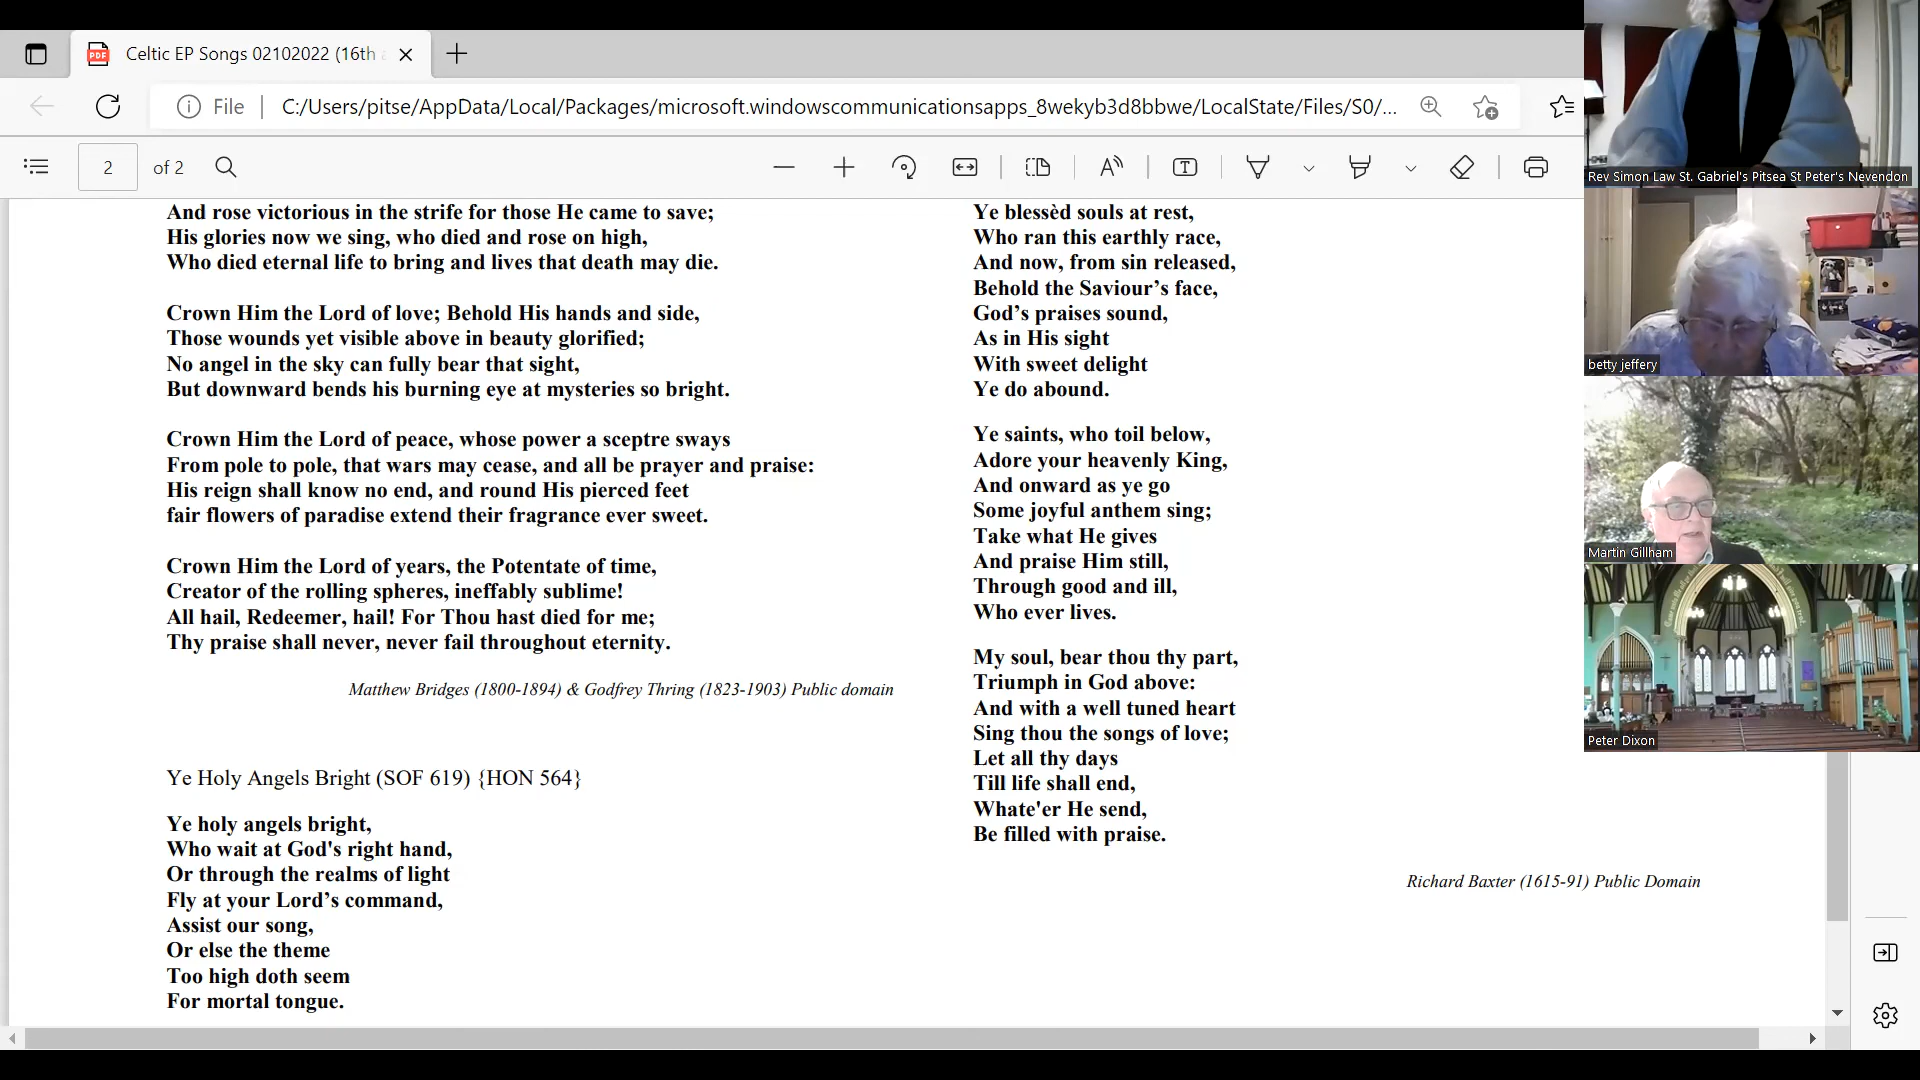 Celtic EP Songs 02102022 (16th
File
C:/Users/pitse/AppData/Local/Packages/microsoft.windowscommunicationsapps_8wekyb3d8bbwe/LocalState/Files/S0/...
2 of 2
And rose victorious in the strife for those He came to save;
His glories now we sing, who died and rose on high,
Who died eternal life to bring and lives that death may die.
Crown Him the Lord of love; Behold His hands and side,
Those wounds yet visible above in beauty glorified;
No angel in the sky can fully bear that sight,
But downward bends his burning eye at mysteries so bright.
Crown Him the Lord of peace, whose power a sceptre sways
From pole to pole, that wars may cease, and all be prayer and praise:
His reign shall know no end, and round His pierced feet
fair flowers of paradise extend their fragrance ever sweet.
Crown Him the Lord of years, the Potentate of time,
Creator of the rolling spheres, ineffably sublime!
All hail, Redeemer, hail! For Thou hast died for me;
Thy praise shall never, never fail throughout eternity.
Matthew Bridges (1800-1894) & Godfrey Thring (1823-1903) Public domain
Ye Holy Angels Bright (SOF 619) {HON 564}
Ye holy angels bright,
Who wait at God's right hand,
Or through the realms of light
Fly at your Lord’s command,
Assist our song,
Or else the theme
Too high doth seem
For mortal tongue.
Ye blessèd souls at rest,
Who ran this earthly race,
And now, from sin released,
Behold the Saviour’s face,
God’s praises sound,
As in His sight
With sweet delight
Ye do abound.
Ye saints, who toil below,
Adore your heavenly King,
And onward as ye go
Some joyful anthem sing;
Take what He gives
And praise Him still,
Through good and ill,
Who ever lives.
My soul, bear thou thy part,
Triumph in God above:
And with a well tuned heart
Sing thou the songs of love;
Let all thy days
Till life shall end,
Whate'er He send,
Be filled with praise.
Richard Baxter (1615-91) Public Domain
Rev Simon Law St. Gabriel's Pitsea St Peter's Nevendon
betty jeffery
Martin Gillham
Peter Dixon